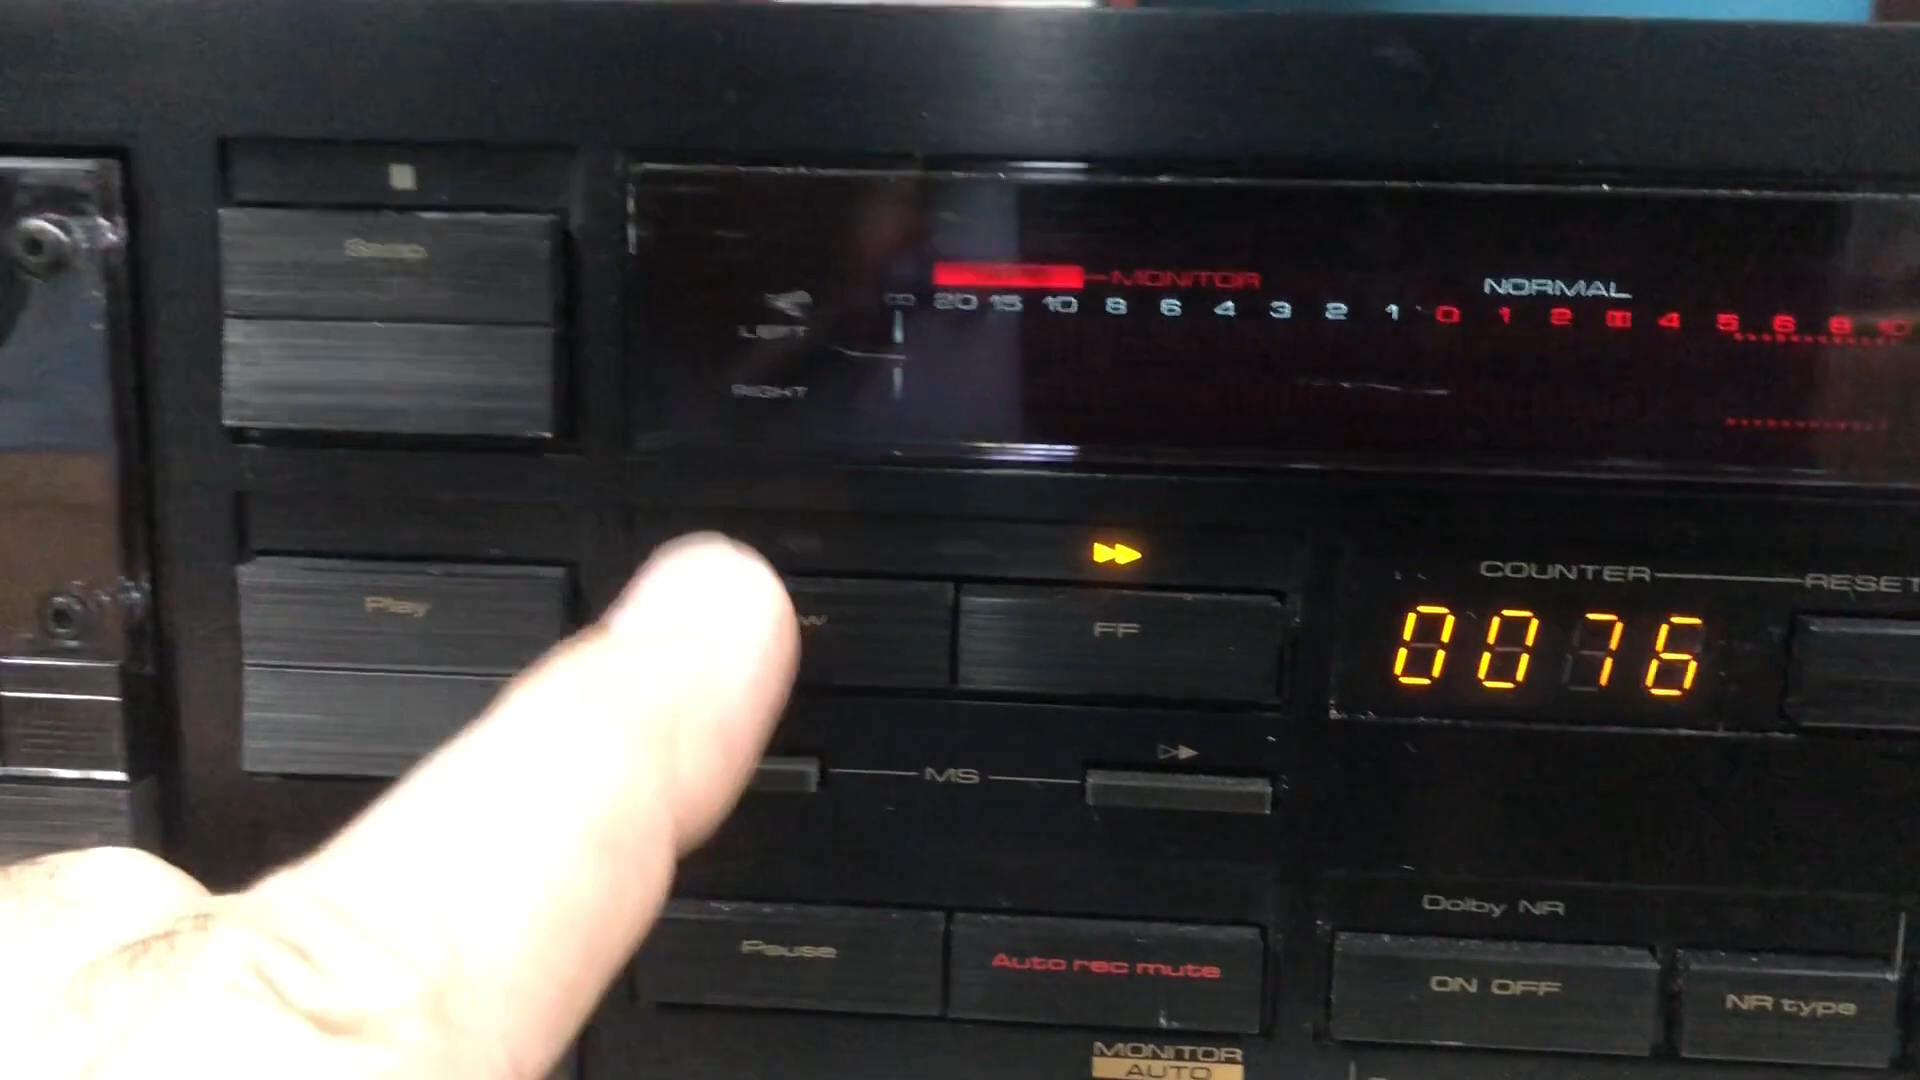 Stop
MONITOR
NORMAL
∞ 20 15 10 8 6 4 3 2 1 0 1 2 4 5 6 8 10
LEFT
RIGHT
Play
FF
COUNTER
RESET
0076
MS
Pause
Auto rec mute
Dolby NR
ON OFF
NR type
MONITOR
AUTO